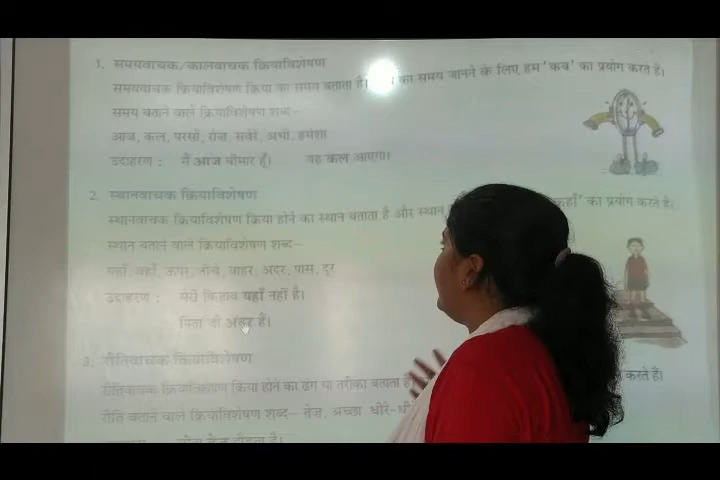 1. समयवाचक/कालवाचक क्रियाविशेषण
समयवाचक क्रियाविशेषण क्रिया का समय बताता है। का समय जानने के लिए हम 'कब' का प्रयोग करते हैं।
समय बताने वाले क्रियाविशेषण शब्द–
आज, कल, परसों, रोज़, सवेरे, अभी, हमेशा
उदाहरण : मैं आज बीमार हूँ। वह कल आएगा।
2. स्थानवाचक क्रियाविशेषण
स्थानवाचक क्रियाविशेषण क्रिया होने का स्थान बताता है और स्थान कहाँ' का प्रयोग करते हैं।
स्थान बताने वाले क्रियाविशेषण शब्द–
यहाँ, वहाँ, ऊपर, नीचे, बाहर, अंदर, पास, दूर
उदाहरण : मेरी किताब यहाँ नहीं है।
पिता जी अंदर हैं।
3. रीतिवाचक क्रियाविशेषण
रीतिवाचक क्रियाविशेषण क्रिया होने का ढंग या तरीका बताता है करते हैं।
रीति बताने वाले क्रियाविशेषण शब्द– तेज़, अच्छा धीरे-धीरे